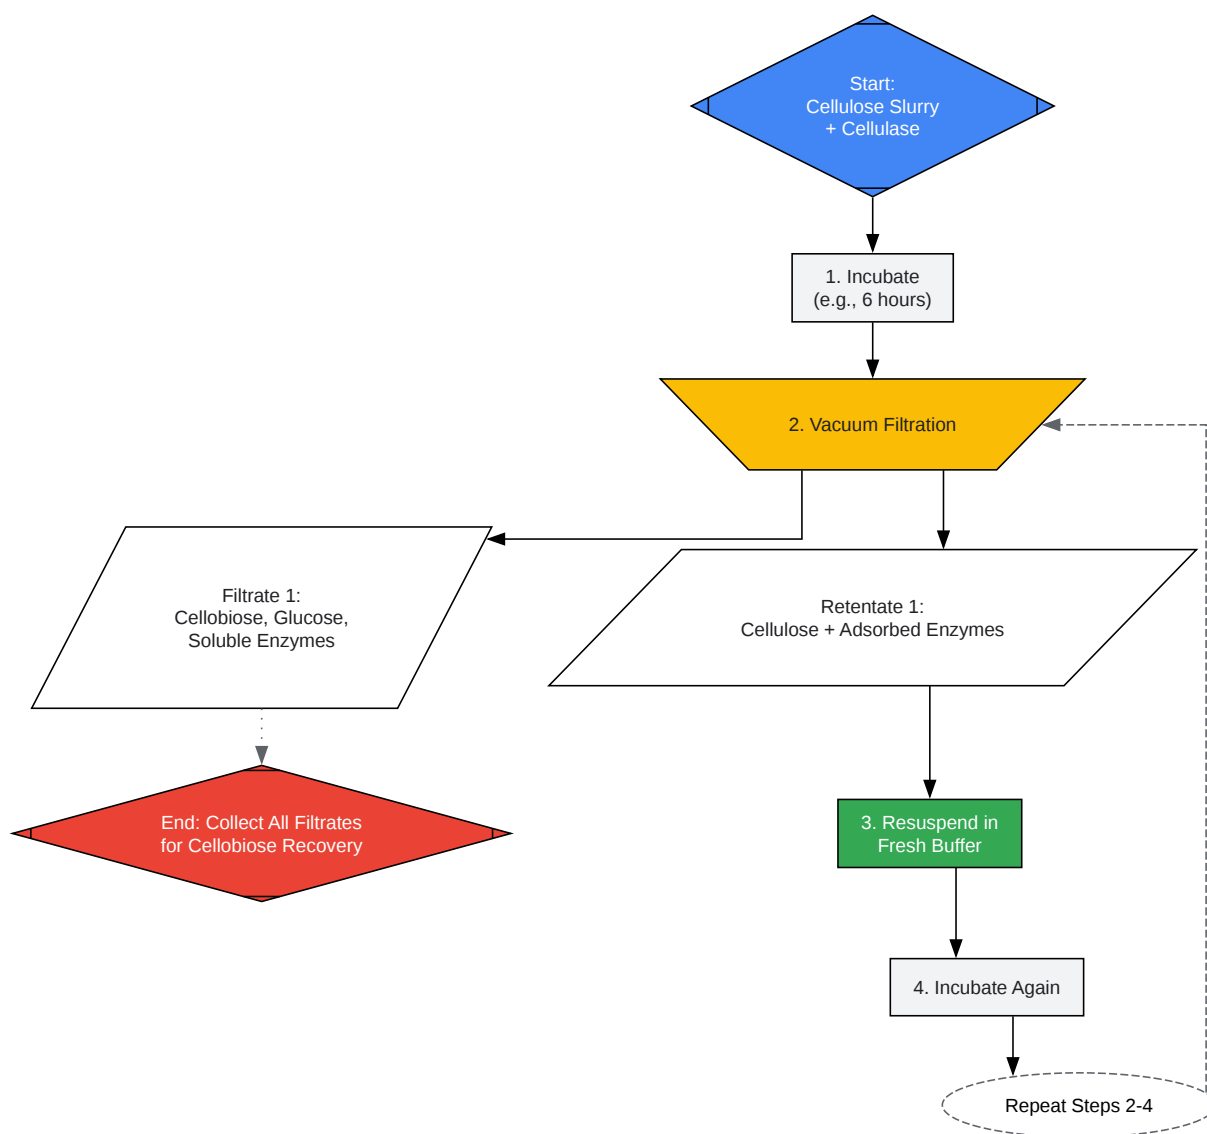 Start:
Cellulose Slurry
+ Cellulase
1. Incubate
(e.g., 6 hours)
2. Vacuum Filtration
Filtrate 1:
Cellobiose, Glucose,
Soluble Enzymes
Retentate 1:
Cellulose + Adsorbed Enzymes
End: Collect All Filtrates
for Cellobiose Recovery
3. Resuspend in
Fresh Buffer
4. Incubate Again
Repeat Steps 2-4